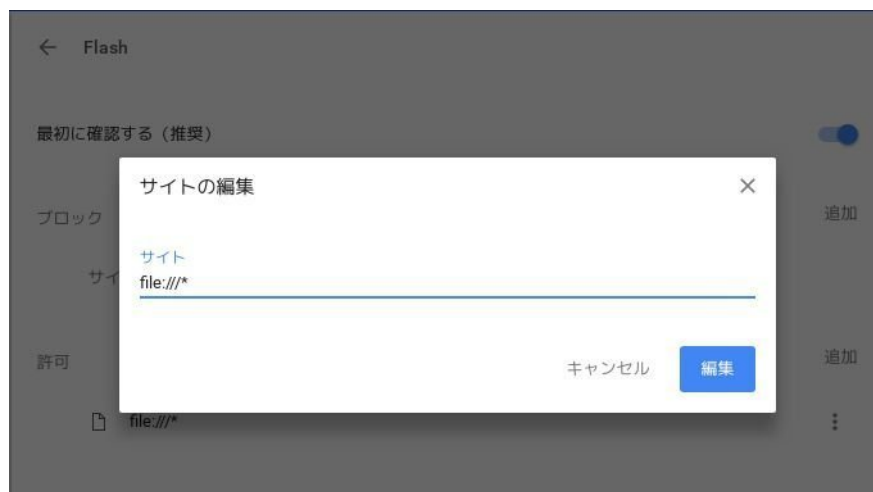 Flash
最初に確認する（推奨）
サイトの編集
ブロック
追加
サイト
サイ
file:///*
許可
キャンセル
編集
追加
file:///*